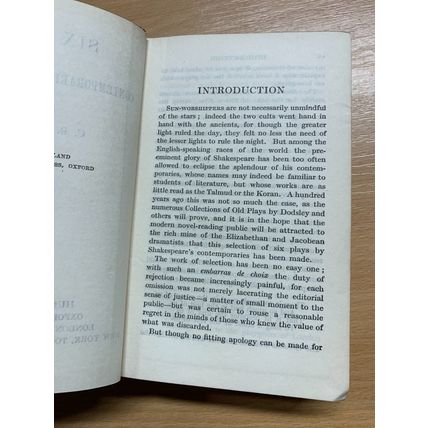 SIX
CONTEMPORA
C. B.
LAND
SS, OXFORD
HU
OXFO
LONDON
NEW YORK, TO
INTRODUCTION
SUN-WORSHIPPERS are not necessarily unmindful
of the stars; indeed the two cults went hand in
hand with the ancients, for though the greater
light ruled the day, they felt no less the need of
the lesser lights to rule the night. But among the
English-speaking races of the world the pre-
eminent glory of Shakespeare has been too often
allowed to eclipse the splendour of his contem-
poraries, whose names may indeed be familiar to
students of literature, but whose works are as
little read as the Talmud or the Koran. A hundred
years ago this was not so much the case, as the
numerous Collections of Old Plays by Dodsley and
others will prove, and it is in the hope that the
modern novel-reading public will be attracted to
the rich mine of the Elizabethan and Jacobean
dramatists that this selection of six plays by
Shakespeare's contemporaries has been made.
The work of selection has been no easy one;
with such an embarras de choix the duty of
rejection became increasingly painful, for each
omission was not merely lacerating the editorial
sense of justice—a matter of small moment to the
public—but was certain to rouse a reasonable
regret in the minds of those who knew the value of
what was discarded.
But though no fitting apology can be made for